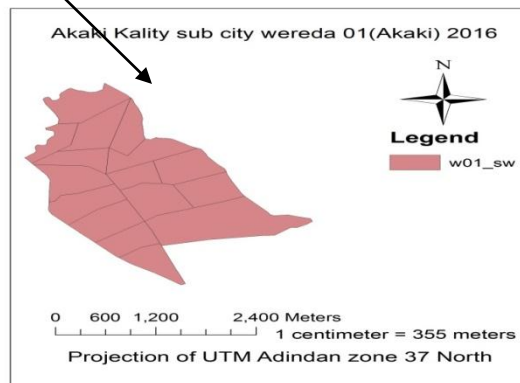 Akaki Kality sub city wereda 01(Akaki) 2016
N
Legend
w01_sw
0 600 1,200 2,400 Meters
1 centimeter = 355 meters
Projection of UTM Adindan zone 37 North